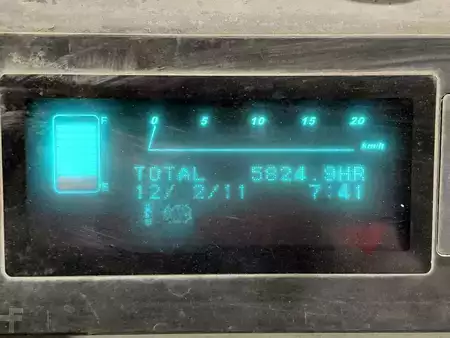 F
0 5 10 15 20
km/h
E
TOTAL 5824.9HR
12/ 2/11 7:41
F